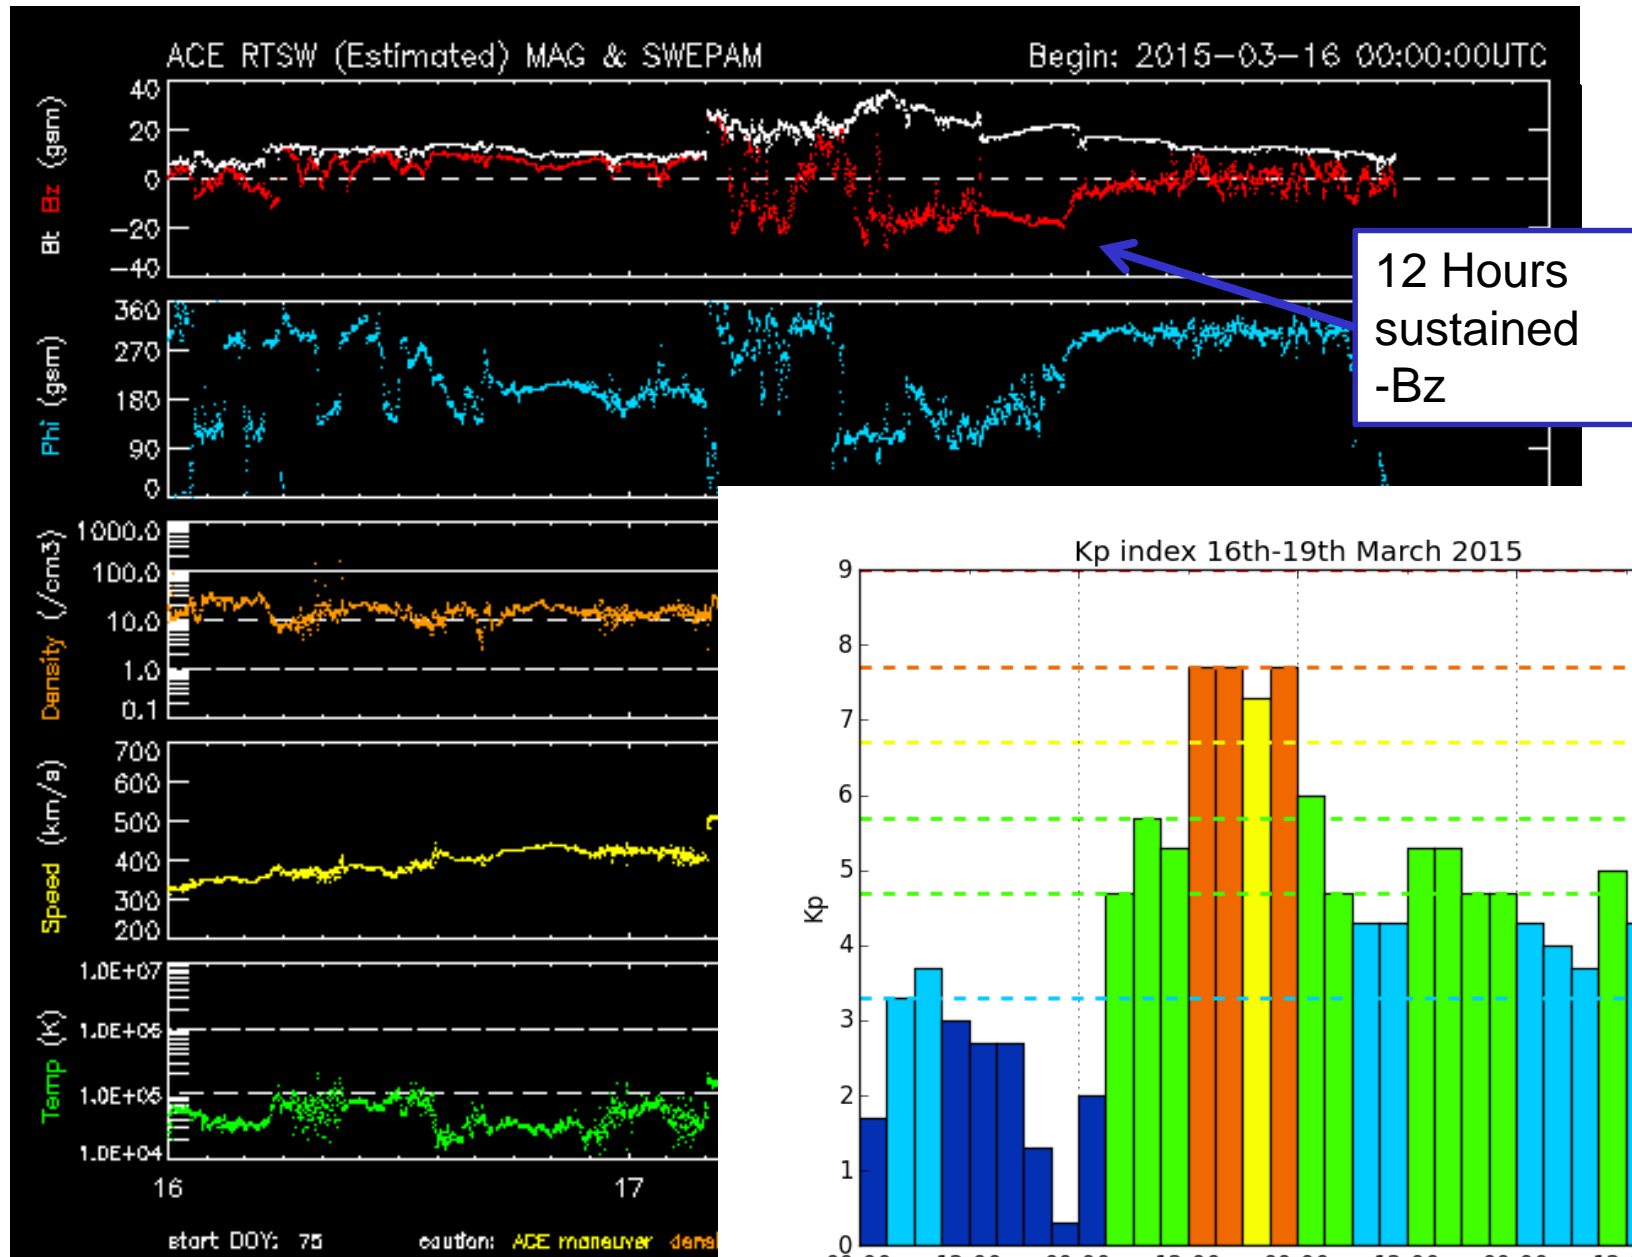 ACE RTSW (Estimated) MAG & SWEPAM
Begin: 2015-03-16 00:00:00UTC
Bt Bz (gsm)
40
20
0
-20
-40
12 Hours
sustained
-Bz
Phi (gsm)
360
270
180
90
0
Density (/cm3)
1000.0
100.0
10.0
1.0
0.1
Speed (km/s)
700
600
500
400
300
200
Temp (K)
1.0E+07
1.0E+06
1.0E+05
1.0E+04
16
17
start DOY: 75
caution: ACE maneuver
Kp index 16th-19th March 2015
Kp
9
8
7
6
5
4
3
2
1
0